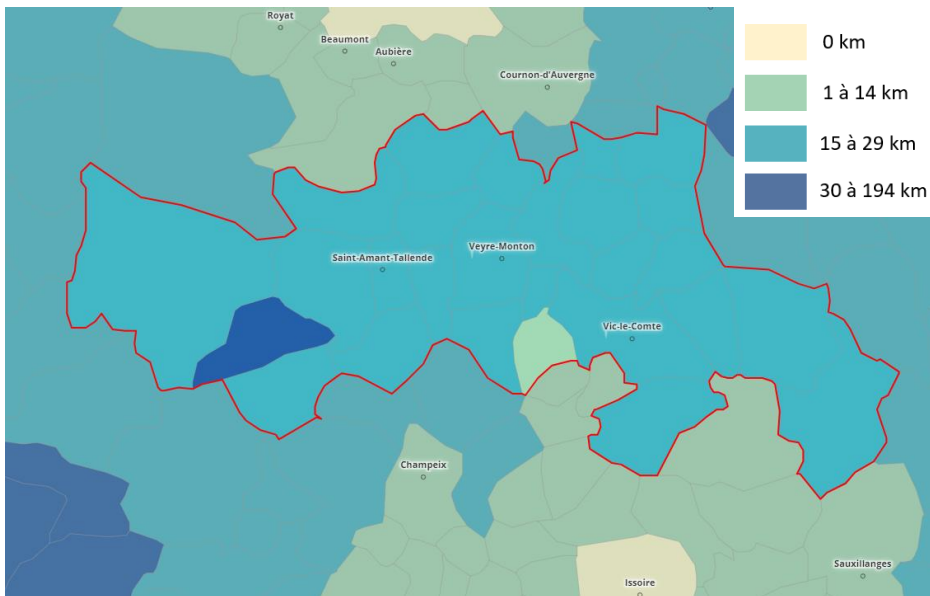 Royat
Beaumont
Aubière
Cournon-d'Auvergne
0 km
1 à 14 km
15 à 29 km
30 à 194 km
Veyre-Monton
Saint-Amant-Tallende
Vic-le-Comte
Champeix
Sauxillanges
Issoire